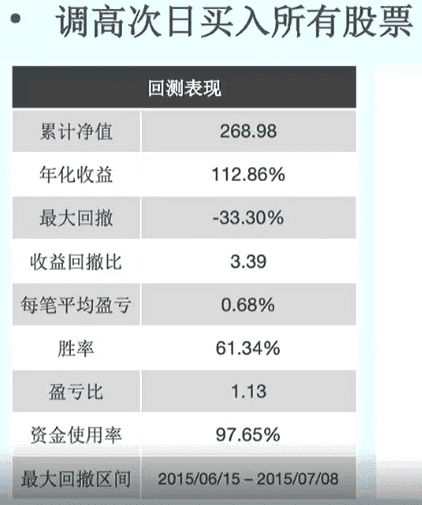 • 调高次日买入所有股票
回测表现
累计净值 268.98
年化收益 112.86%
最大回撤 -33.30%
收益回撤比 3.39
每笔平均盈亏 0.68%
胜率 61.34%
盈亏比 1.13
资金使用率 97.65%
最大回撤区间 2015/06/15 – 2015/07/08